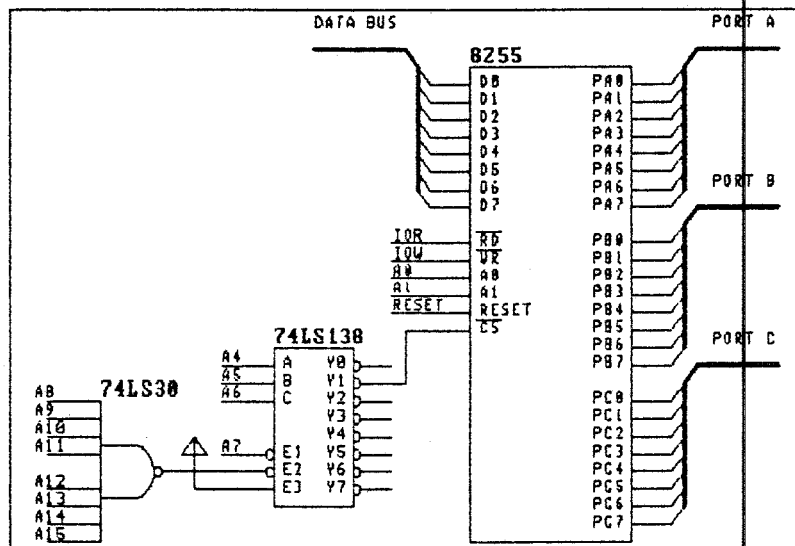 DATA BUS
PORT A
8255
D0
D1
D2
D3
D4
D5
D6
D7
PA0
PA1
PA2
PA3
PA4
PA5
PA6
PA7
PORT B
IOR
IOW
A0
A1
RESET
RD
WR
A0
A1
RESET
CS
PB0
PB1
PB2
PB3
PB4
PB5
PB6
PB7
PORT C
74LS138
A4
A5
A6
A7
A
B
C
E1
E2
E3
Y0
Y1
Y2
Y3
Y4
Y5
Y6
Y7
74LS30
A8
A9
A10
A11
A12
A13
A14
A15
PC0
PC1
PC2
PC3
PC4
PC5
PC6
PC7